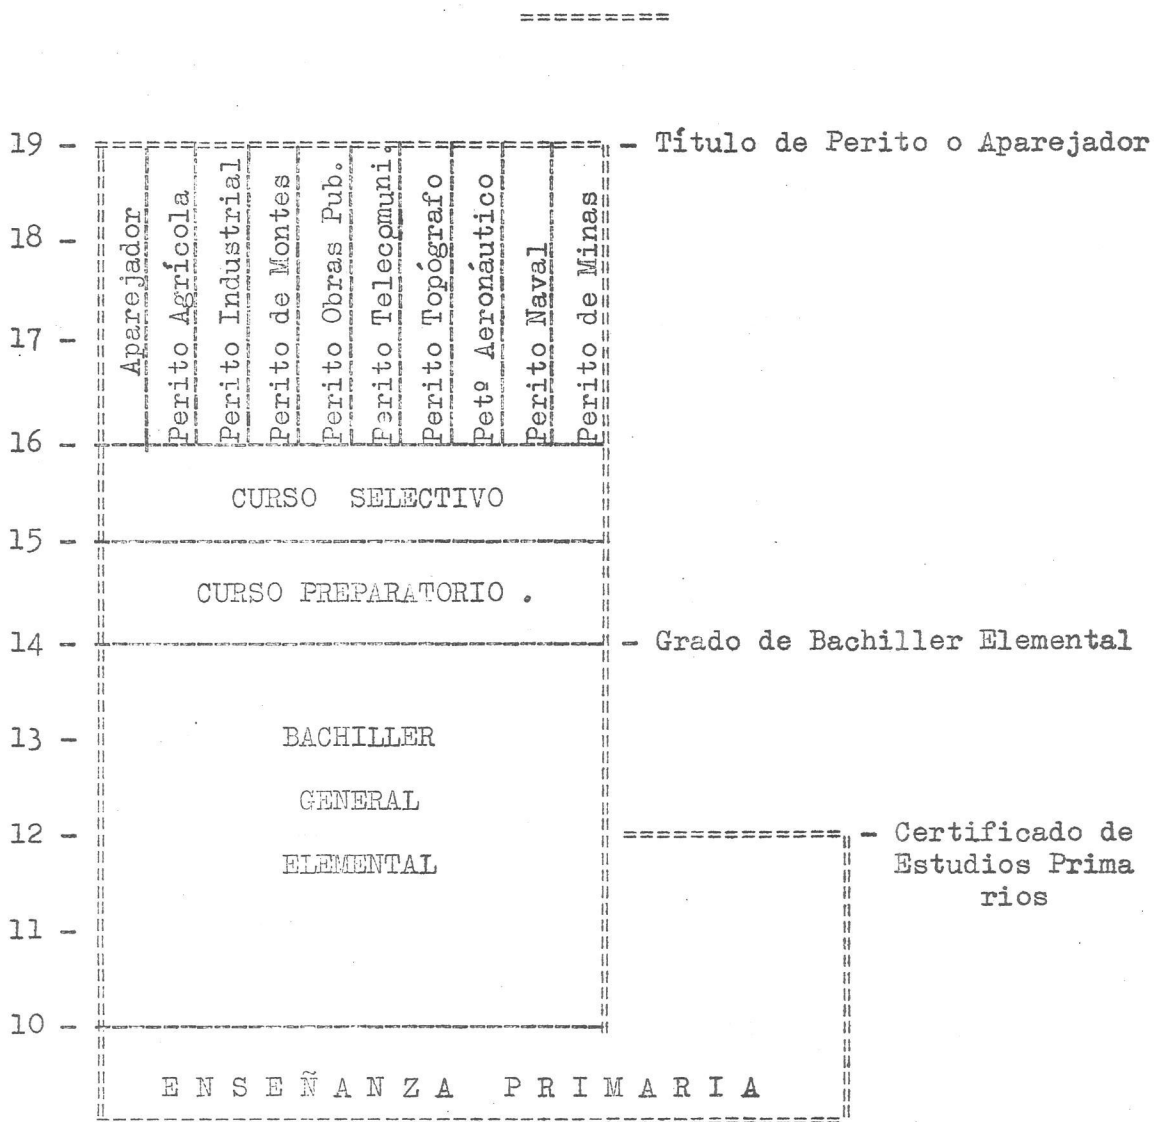 =========
19 - - Título de Perito o Aparejador
Aparejador
Perito Agrícola
Perito Industrial
Perito de Montes
Perito Obras Pub.
Perito Telecomuni.
Perito Topógrafo
Petº Aeronáutico
Perito Naval
Perito de Minas
18 -
17 -
16 -
CURSO SELECTIVO
15 -
CURSO PREPARATORIO .
14 - - Grado de Bachiller Elemental
13 - BACHILLER
GENERAL
12 - - Certificado de
ELEMENTAL Estudios Prima
rios
11 -
10 -
ENSEÑANZA PRIMARIA